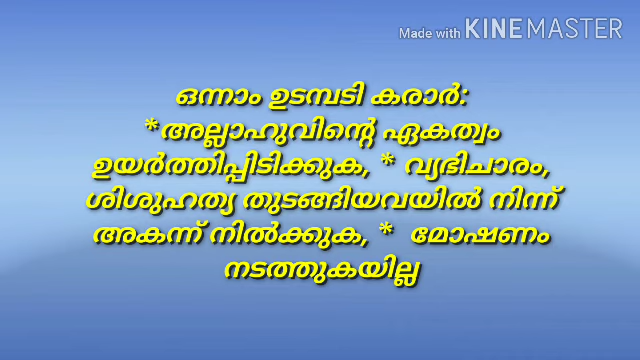 Made with KINEMASTER
ഒന്നാം ഉടമ്പടി കരാർ:
*അല്ലാഹുവിന്റെ ഏകത്വം
ഉയർത്തിപ്പിടിക്കുക, * വ്യഭിചാരം,
ശിശുഹത്യ തുടങ്ങിയവയിൽ നിന്ന്
അകന്ന് നിൽക്കുക, * മോഷണം
നടത്തുകയില്ല